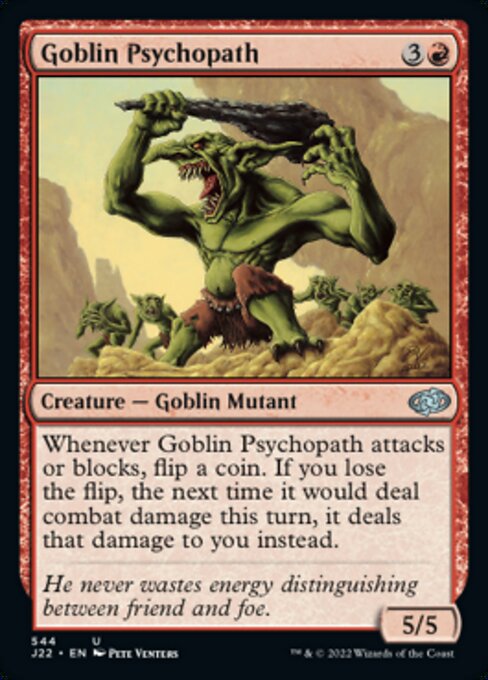 Goblin Psychopath 3
Creature — Goblin Mutant
Whenever Goblin Psychopath attacks
or blocks, flip a coin. If you lose
the flip, the next time it would deal
combat damage this turn, it deals
that damage to you instead.
He never wastes energy distinguishing
between friend and foe.
5/5
544 U
J22 • EN Pete Venters ™ & © 2022 Wizards of the Coast